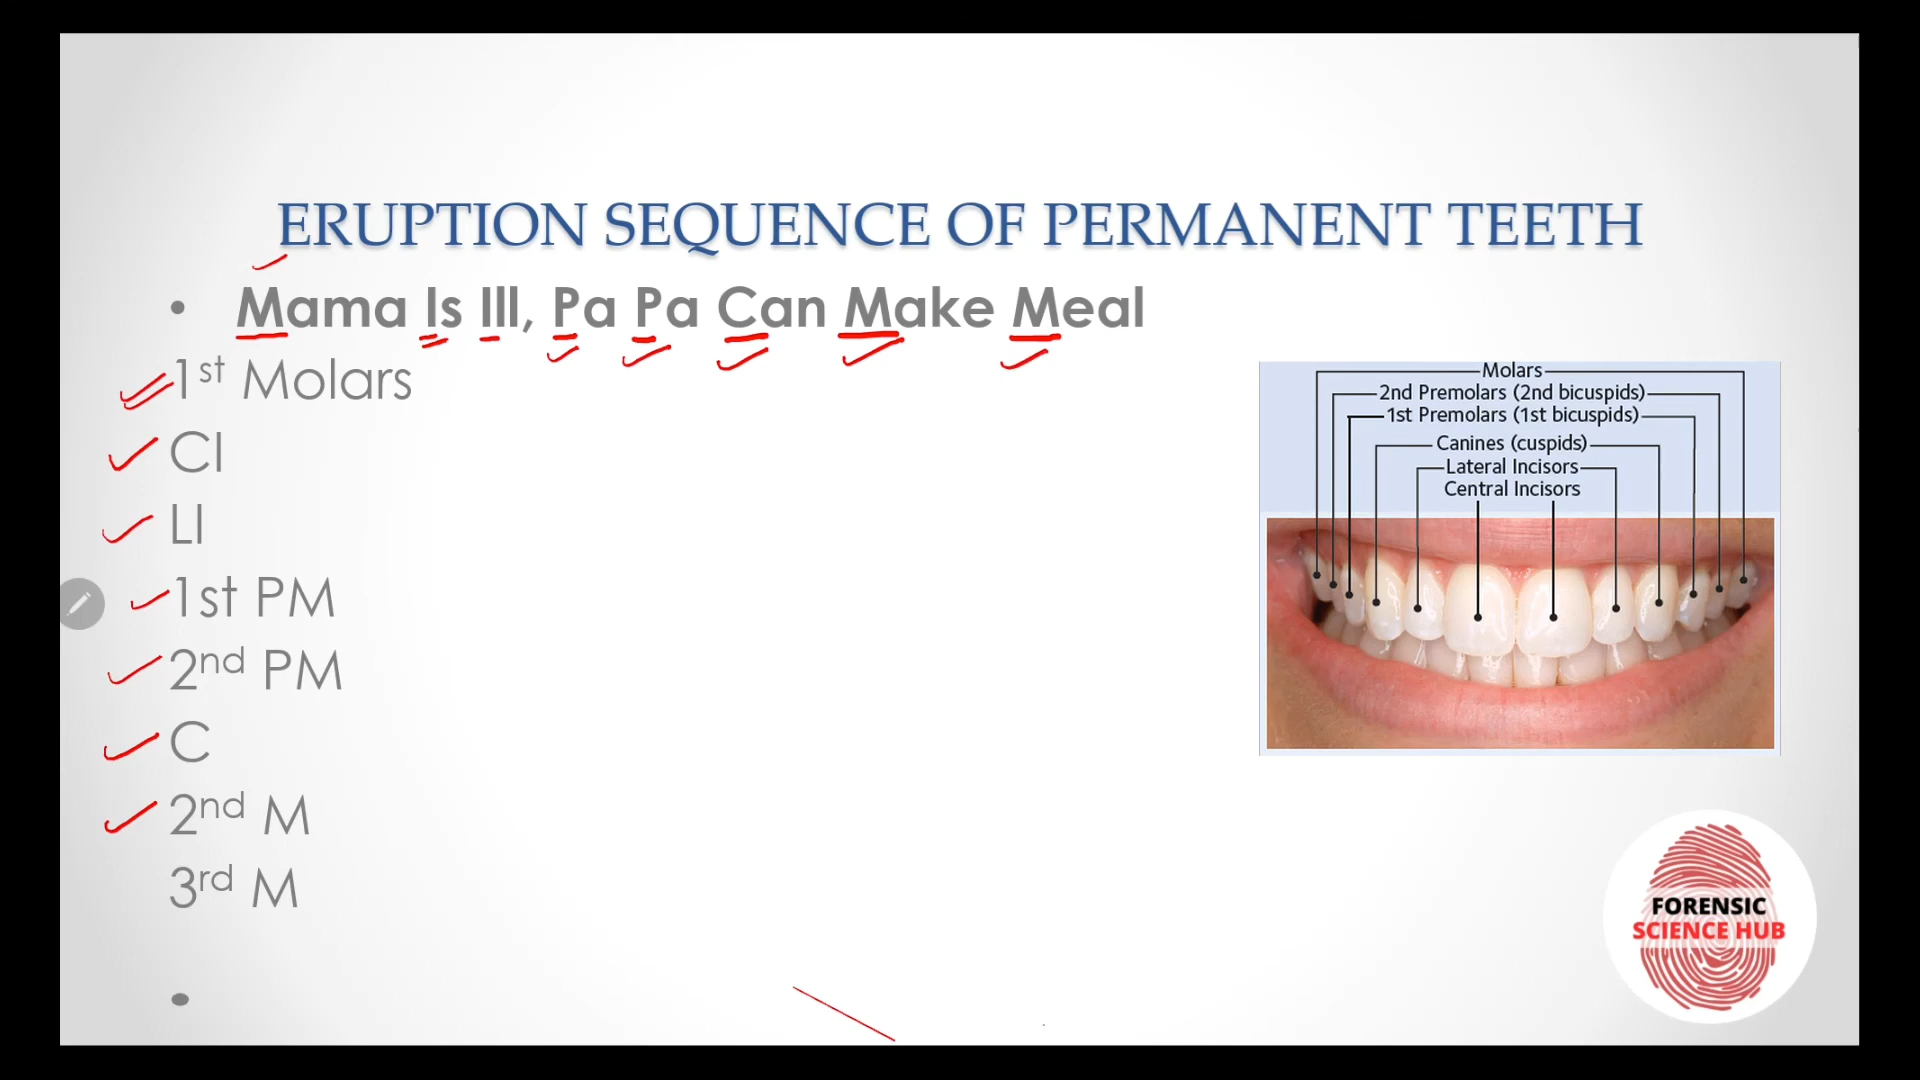 ERUPTION SEQUENCE OF PERMANENT TEETH
• Mama Is Ill, Pa Pa Can Make Meal
1st Molars
CI
LI
1st PM
2nd PM
C
2nd M
3rd M
•
Molars
2nd Premolars (2nd bicuspids)
1st Premolars (1st bicuspids)
Canines (cuspids)
Lateral Incisors
Central Incisors
FORENSIC
SCIENCE HUB